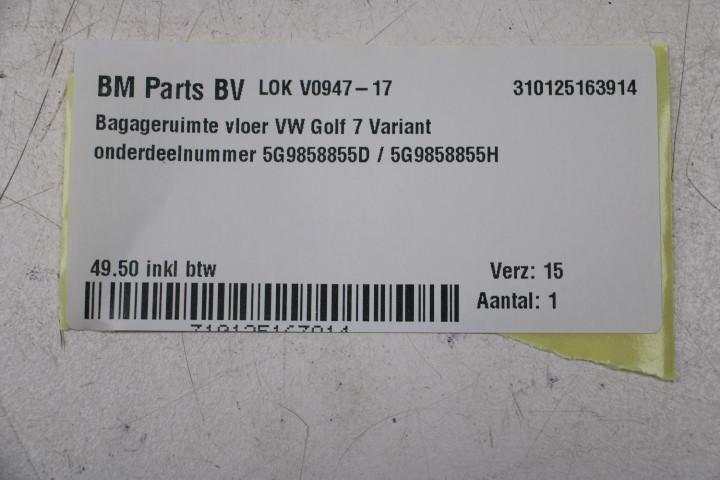 BM Parts BV LOK V0947-17 310125163914
Bagageruimte vloer VW Golf 7 Variant
onderdeelnummer 5G9858855D / 5G9858855H
49.50 inkl btw Verz: 15
Aantal: 1
310125163914